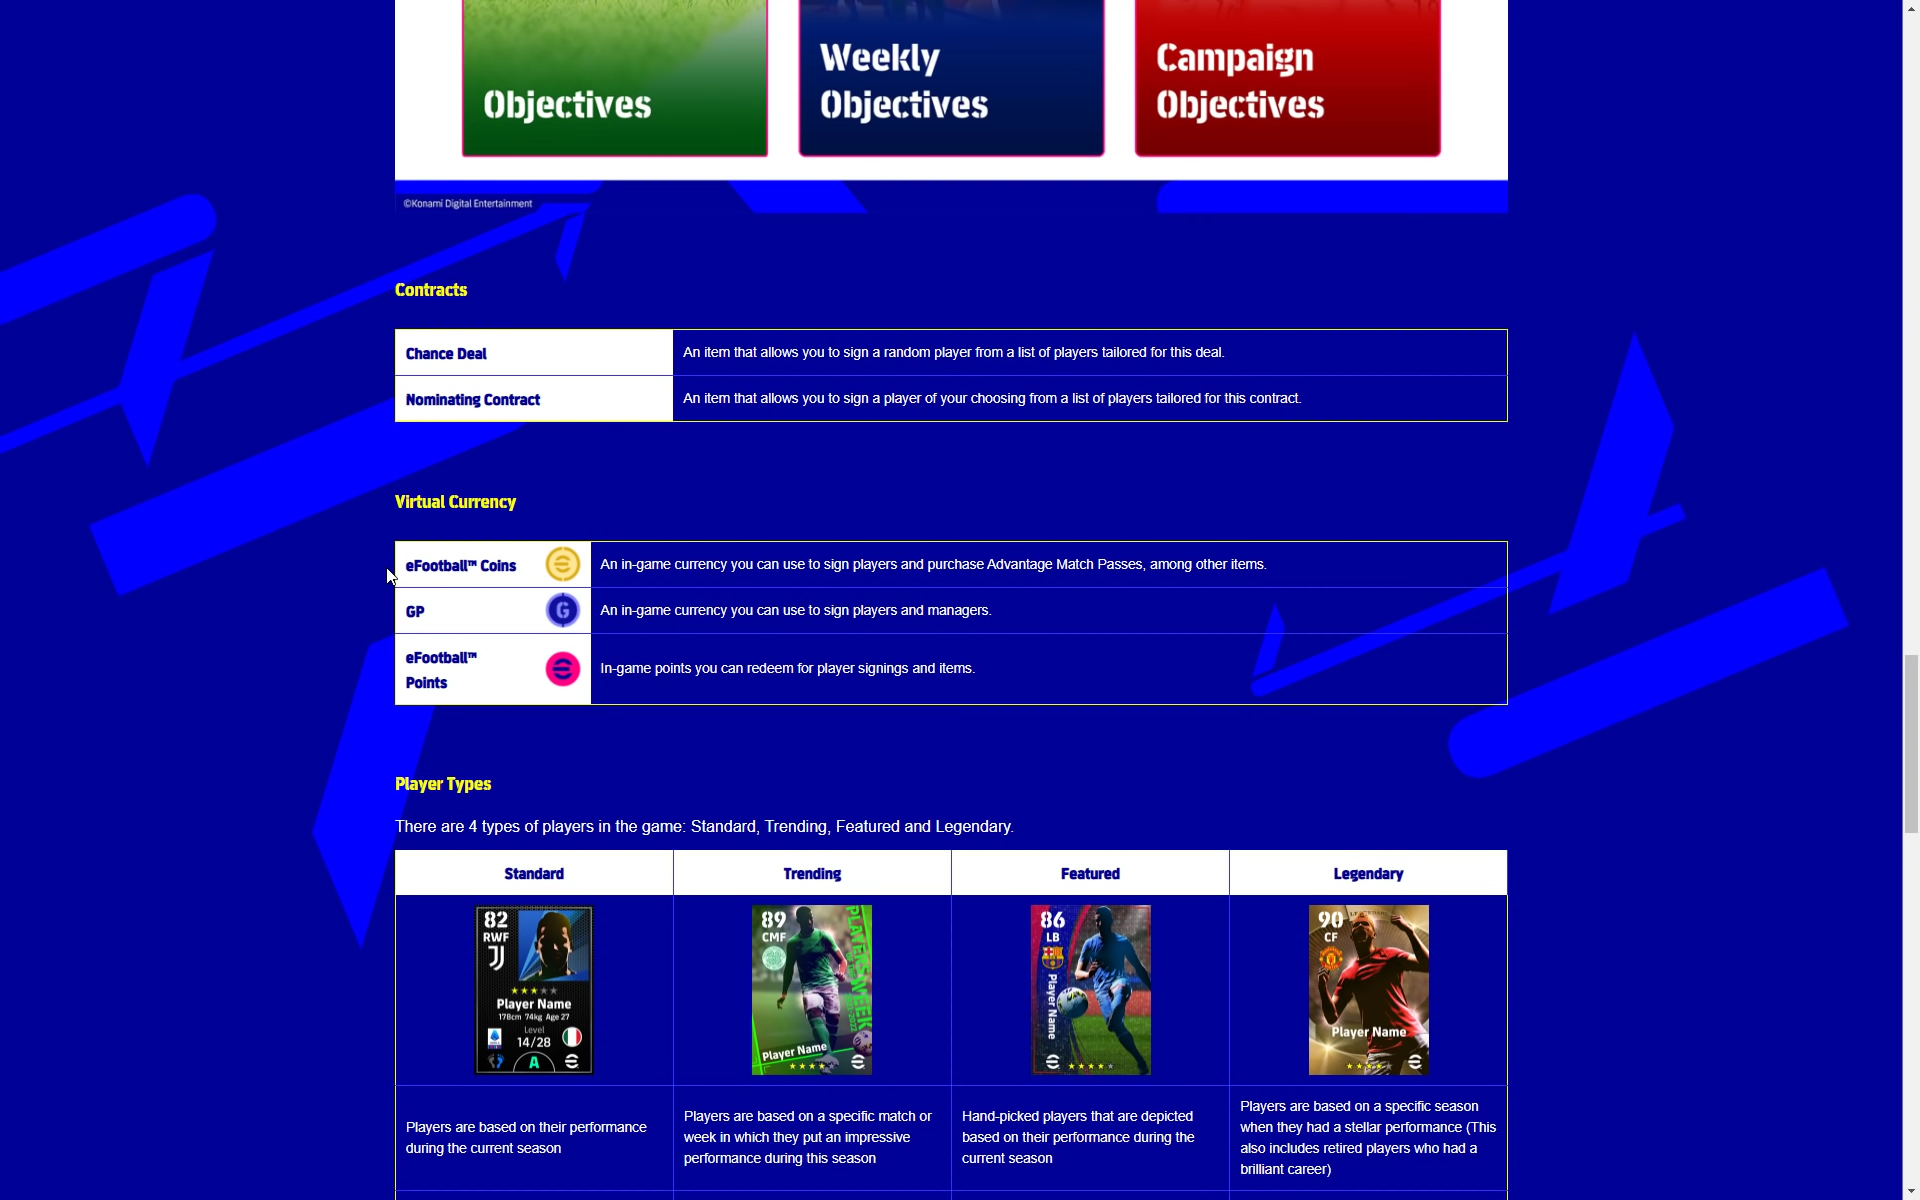 Objectives
Weekly
Objectives
Campaign
Objectives
©Konami Digital Entertainment
Contracts
Chance Deal
An item that allows you to sign a random player from a list of players tailored for this deal.
Nominating Contract
An item that allows you to sign a player of your choosing from a list of players tailored for this contract.
Virtual Currency
eFootball™ Coins
An in-game currency you can use to sign players and purchase Advantage Match Passes, among other items.
GP
G
An in-game currency you can use to sign players and managers.
eFootball™
Points
In-game points you can redeem for player signings and items.
Player Types
There are 4 types of players in the game: Standard, Trending, Featured and Legendary.
Standard
Trending
Featured
Legendary
82
RWF
Player Name
178cm 74kg Age 27
Level
14/28
A
89
CMF
PLAYERS
WEEK
Player Name
86
LB
Player Name
90
CF
Player Name
Players are based on their performance
during the current season
Players are based on a specific match or
week in which they put an impressive
performance during this season
Hand-picked players that are depicted
based on their performance during the
current season
Players are based on a specific season
when they had a stellar performance (This
also includes retired players who had a
brilliant career)